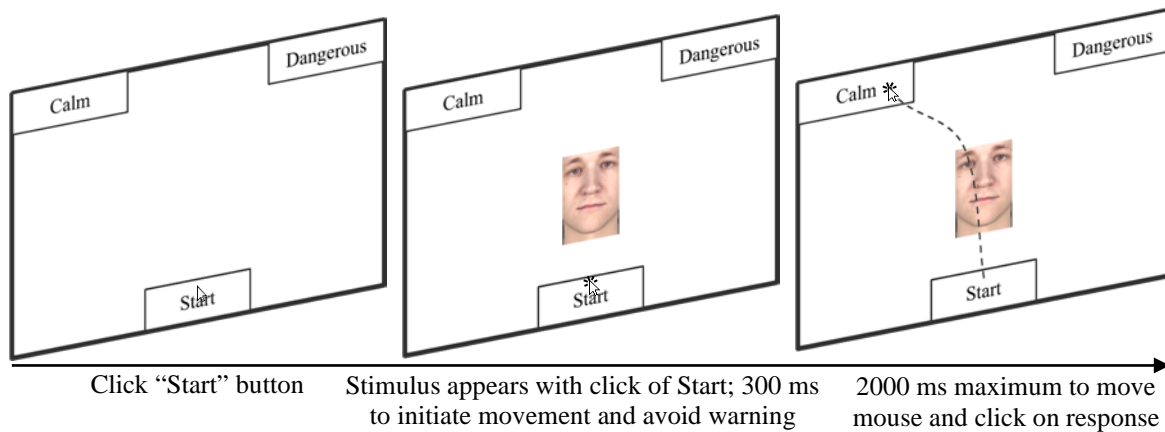 Calm
Dangerous
Start
Calm
Dangerous
Start
Calm
Dangerous
Start
Click “Start” button
Stimulus appears with click of Start; 300 ms
to initiate movement and avoid warning
2000 ms maximum to move
mouse and click on response